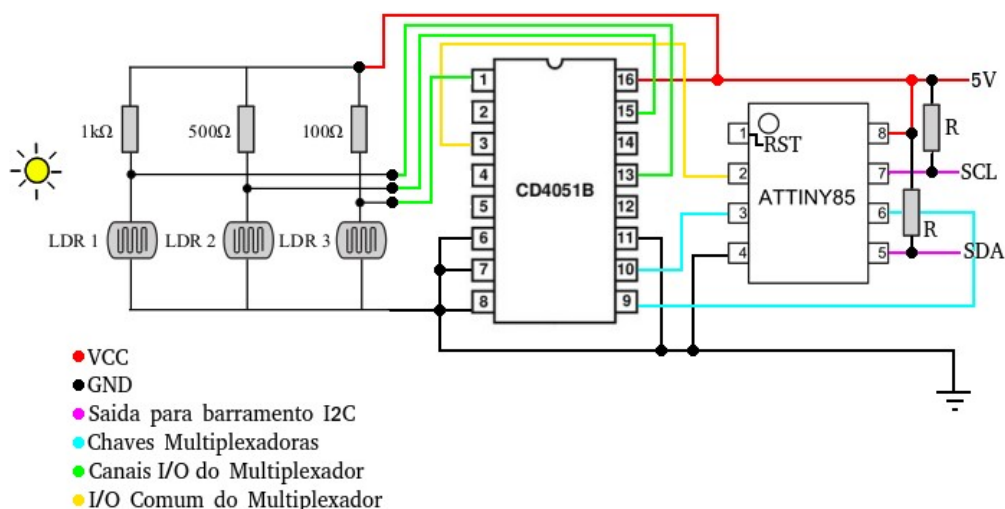 1kΩ
500Ω
100Ω
LDR 1
LDR 2
LDR 3
1
2
3
4
5
6
7
8
CD4051B
16
15
14
13
12
11
10
9
1
RST
2
3
4
ATTINY85
8
7
6
5
5V
R
SCL
R
SDA
VCC
GND
Saida para barramento I2C
Chaves Multiplexadoras
Canais I/O do Multiplexador
I/O Comum do Multiplexador